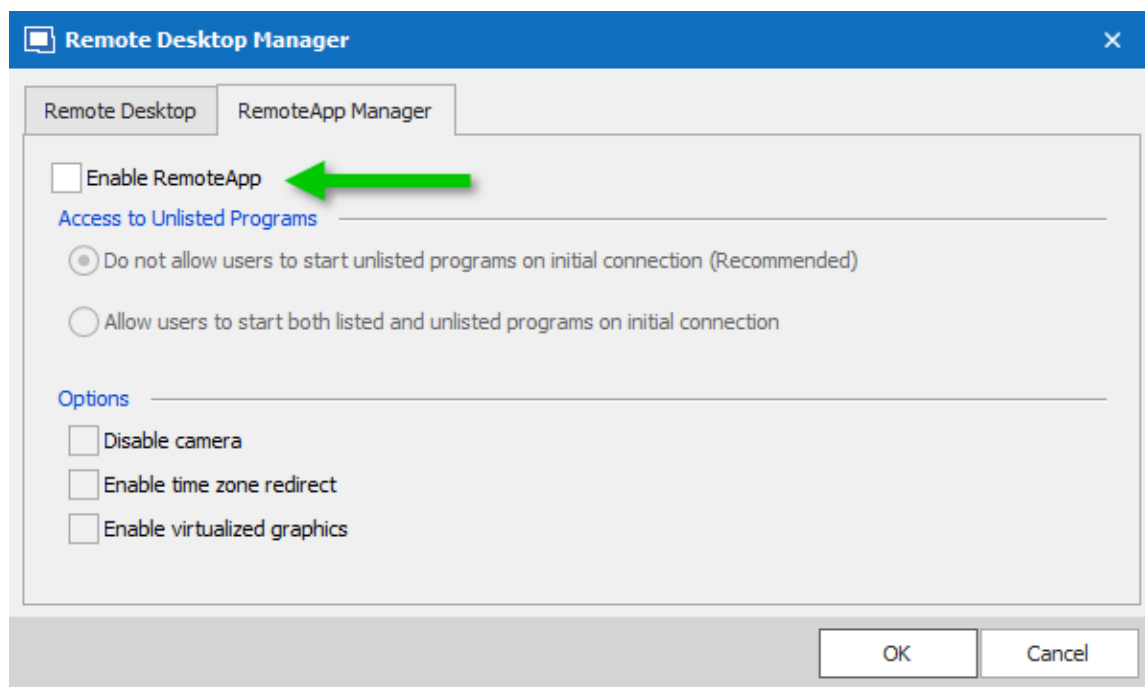 Remote Desktop Manager
Remote Desktop RemoteApp Manager
Enable RemoteApp
Access to Unlisted Programs
Do not allow users to start unlisted programs on initial connection (Recommended)
Allow users to start both listed and unlisted programs on initial connection
Options
Disable camera
Enable time zone redirect
Enable virtualized graphics
OK Cancel